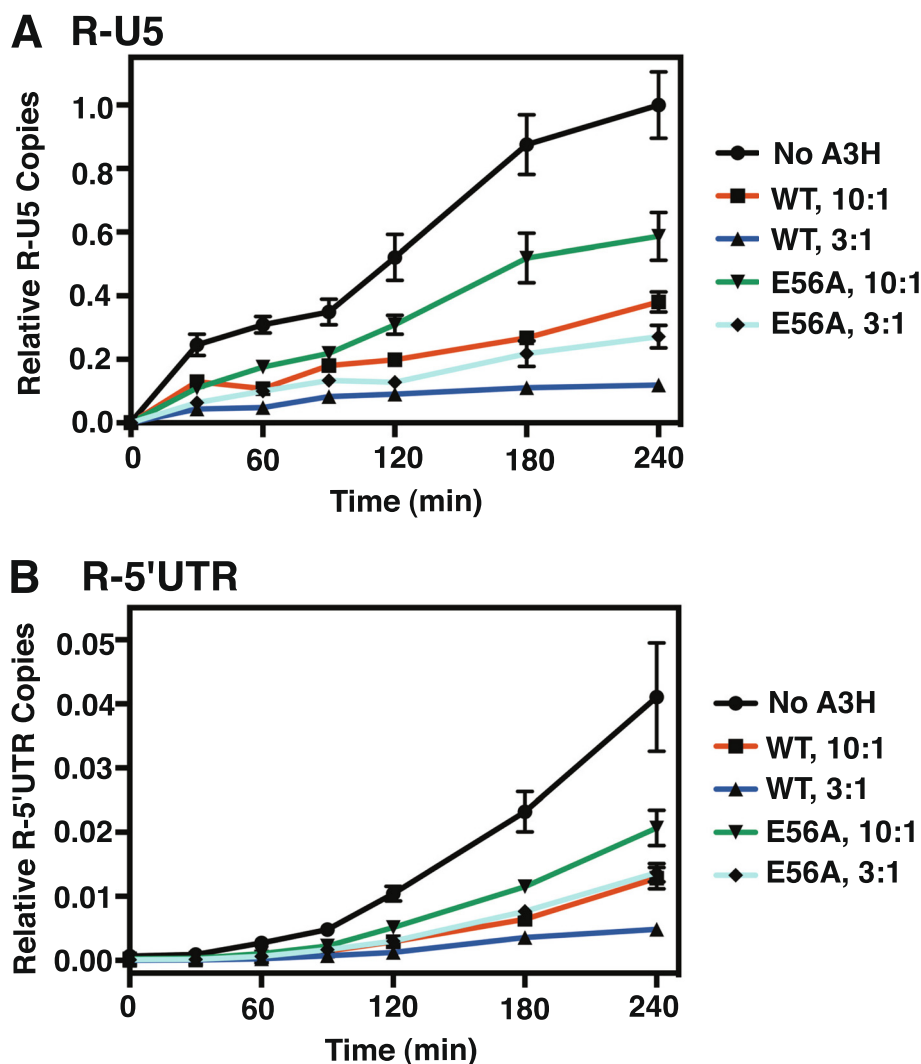 A R-U5
Relative R-U5 Copies
1.0
0.8
0.6
0.4
0.2
0.0
0 60 120 180 240
Time (min)
No A3H
WT, 10:1
WT, 3:1
E56A, 10:1
E56A, 3:1
B R-5'UTR
Relative R-5'UTR Copies
0.05
0.04
0.03
0.02
0.01
0.00
0 60 120 180 240
Time (min)
No A3H
WT, 10:1
WT, 3:1
E56A, 10:1
E56A, 3:1